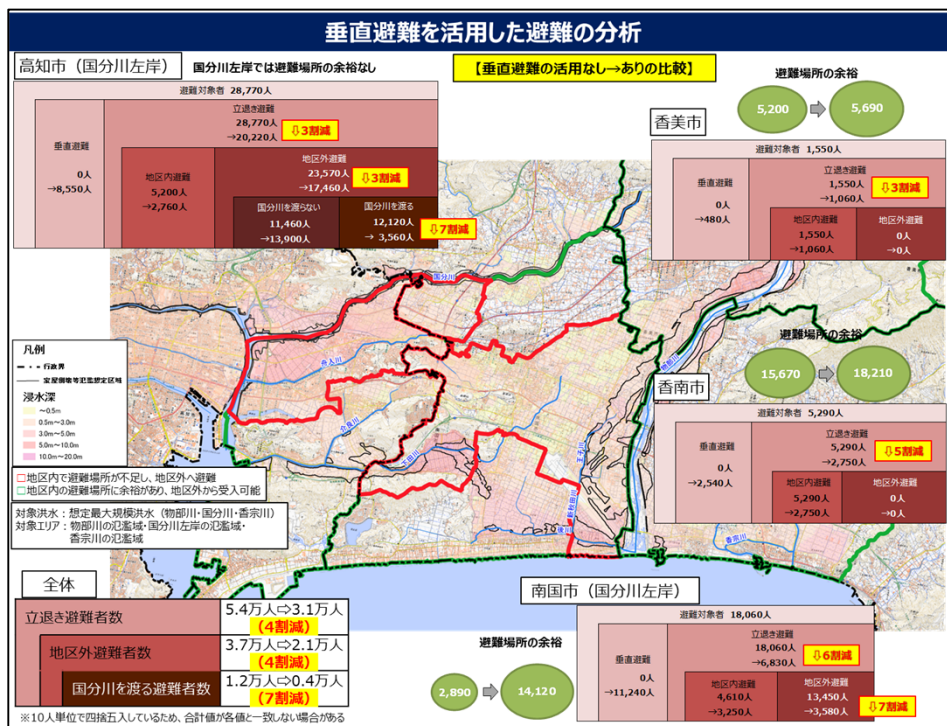 垂直避難を活用した避難の分析
高知市（国分川左岸）
国分川左岸では避難場所の余裕なし
避難対象者 28,770人
垂直避難
0人
→8,550人
立退き避難
28,770人
→20,220人
⇩3割減
地区内避難
5,200人
→2,760人
地区外避難
23,570人
→17,460人
⇩3割減
国分川を渡らない
11,460人
→13,900人
国分川を渡る
12,120人
→ 3,560人
⇩7割減
【垂直避難の活用なし→ありの比較】
避難場所の余裕
5,200
5,690
香美市
避難対象者 1,550人
垂直避難
0人
→480人
立退き避難
1,550人
→1,060人
⇩3割減
地区内避難
1,550人
→1,060人
地区外避難
0人
→0人
国分川
舟入川
介良川
下田川
物部川
王子川
新秋田川
後川
香宗川
避難場所の余裕
15,670
18,210
香南市
避難対象者 5,290人
垂直避難
0人
→2,540人
立退き避難
5,290人
→2,750人
⇩5割減
地区内避難
5,290人
→2,750人
地区外避難
0人
→0人
凡例
行政界
家屋倒壊等氾濫想定区域
浸水深
～0.5m
0.5m～3.0m
3.0m～5.0m
5.0m～10.0m
10.0m～20.0m
□地区内で避難場所が不足し、地区外へ避難
□地区内の避難場所に余裕があり、地区外から受入可能
対象洪水：想定最大規模洪水（物部川・国分川・香宗川）
対象エリア：物部川の氾濫域・国分川左岸の氾濫域・
香宗川の氾濫域
全体
立退き避難者数
5.4万人⇨3.1万人
（4割減）
地区外避難者数
3.7万人⇨2.1万人
（4割減）
国分川を渡る避難者数
1.2万人⇨0.4万人
（7割減）
※10人単位で四捨五入しているため、合計値が各値と一致しない場合がある
避難場所の余裕
2,890
14,120
南国市（国分川左岸）
避難対象者 18,060人
垂直避難
0人
→11,240人
立退き避難
18,060人
→6,830人
⇩6割減
地区内避難
4,610人
→3,250人
地区外避難
13,450人
→3,580人
⇩7割減